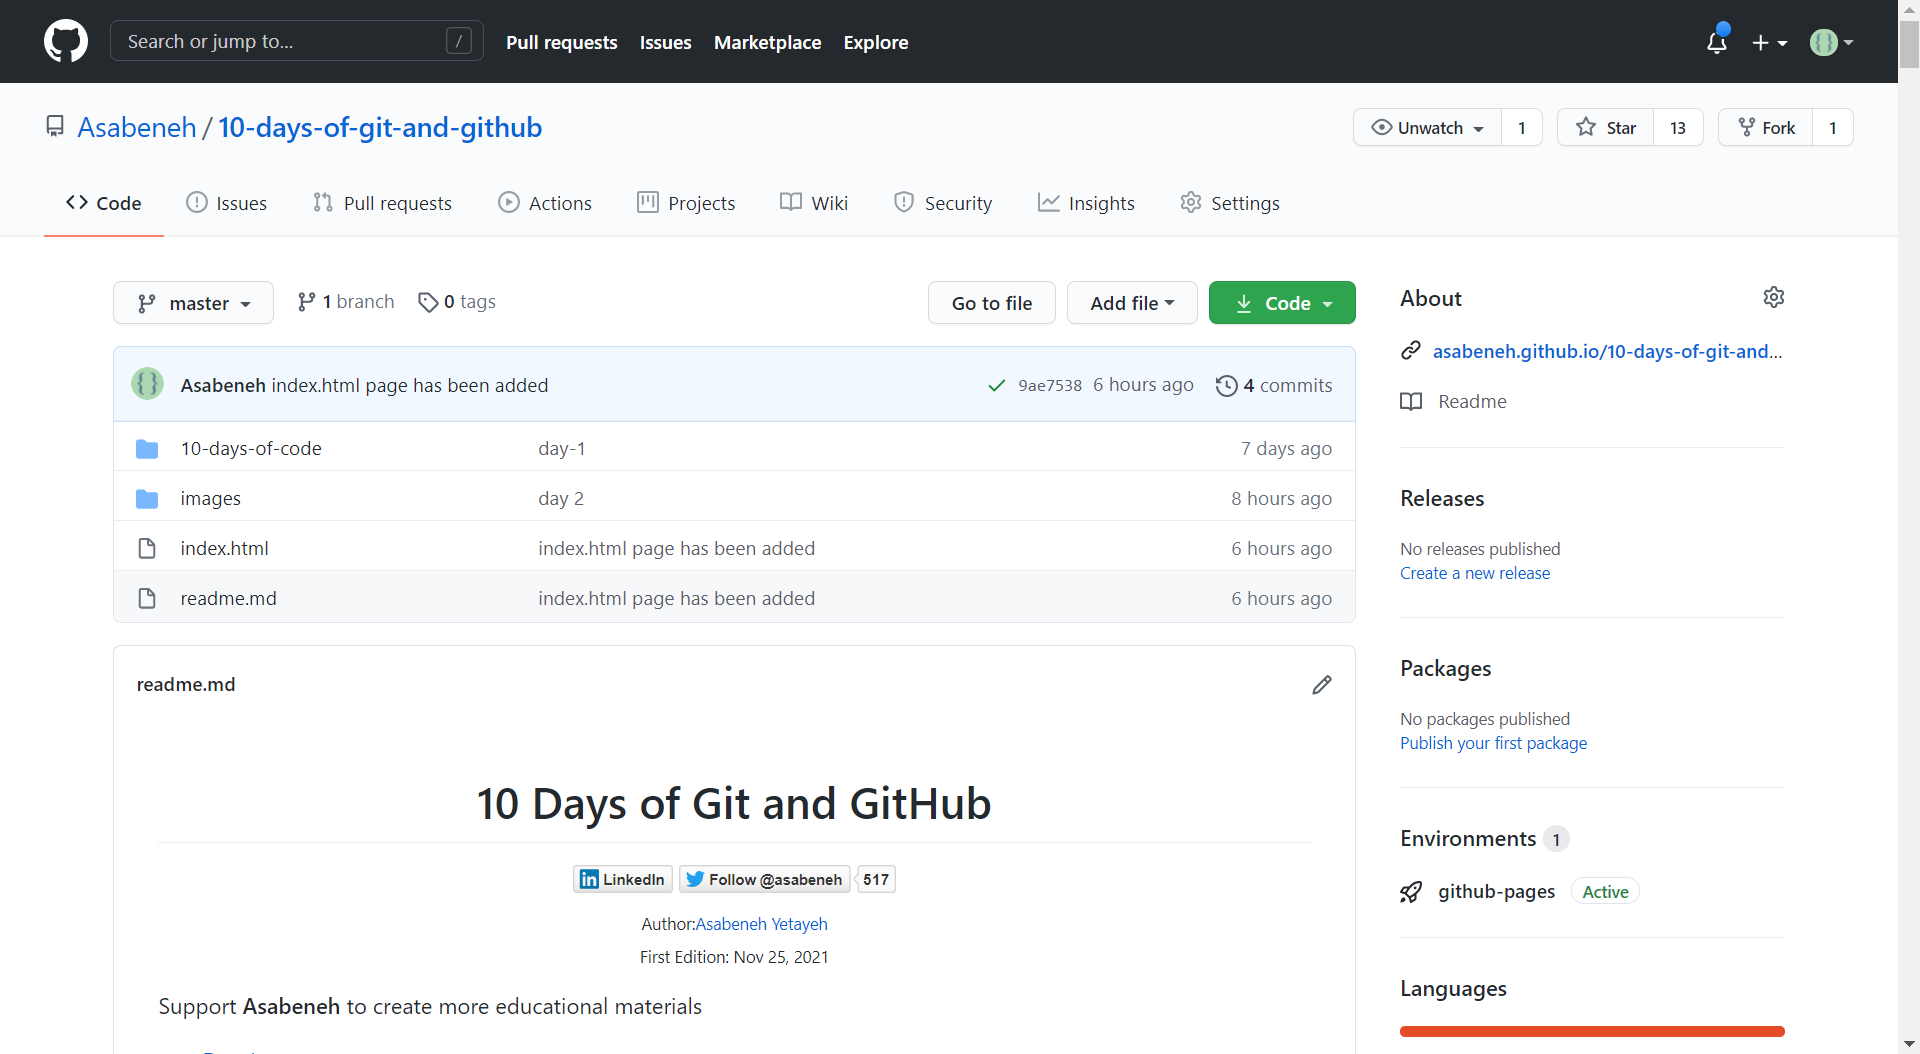 Search or jump to... /
Pull requests Issues Marketplace Explore
Asabeneh / 10-days-of-git-and-github
Unwatch 1 Star 13 Fork 1
Code Issues Pull requests Actions Projects Wiki Security Insights Settings
master 1 branch 0 tags
Go to file Add file Code
Asabeneh index.html page has been added 9ae7538 6 hours ago 4 commits
10-days-of-code day-1 7 days ago
images day 2 8 hours ago
index.html index.html page has been added 6 hours ago
readme.md index.html page has been added 6 hours ago
readme.md
10 Days of Git and GitHub
LinkedIn Follow @asabeneh 517
Author:Asabeneh Yetayeh
First Edition: Nov 25, 2021
Support Asabeneh to create more educational materials
About
asabeneh.github.io/10-days-of-git-and...
Readme
Releases
No releases published
Create a new release
Packages
No packages published
Publish your first package
Environments 1
github-pages Active
Languages